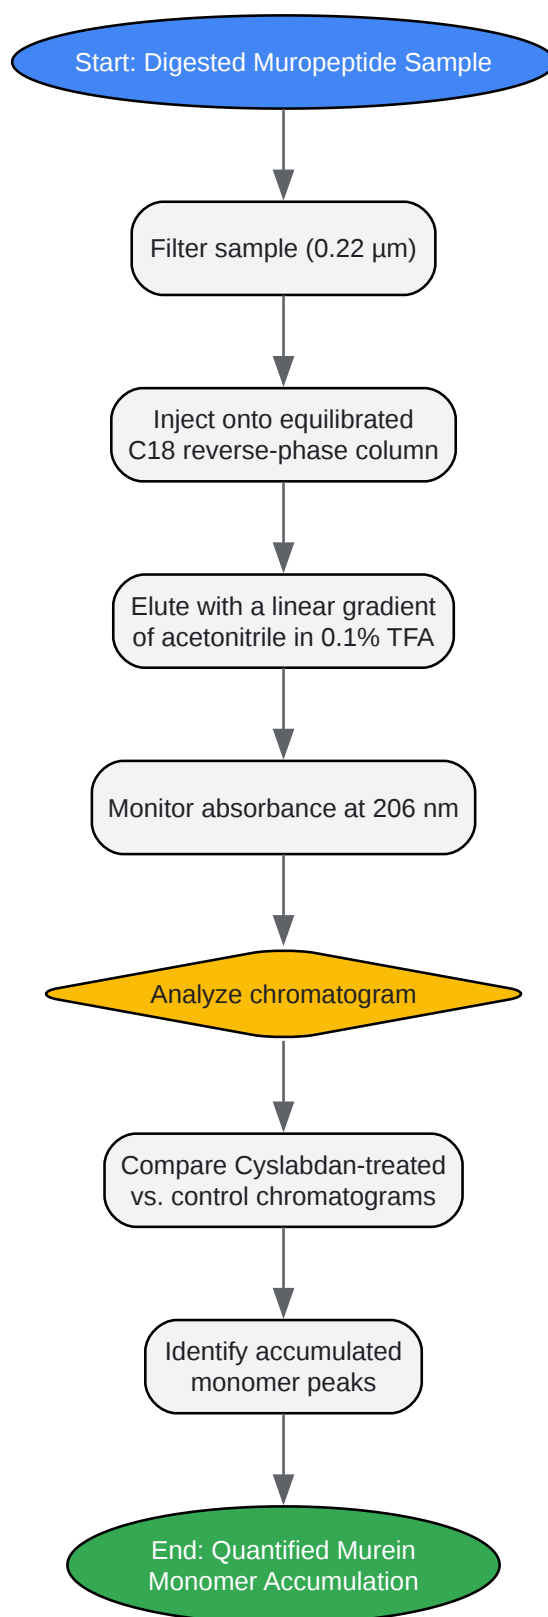 Start: Digested Muropeptide Sample
Filter sample (0.22 µm)
Inject onto equilibrated
C18 reverse-phase column
Elute with a linear gradient
of acetonitrile in 0.1% TFA
Monitor absorbance at 206 nm
Analyze chromatogram
Compare Cyslabdan-treated
vs. control chromatograms
Identify accumulated
monomer peaks
End: Quantified Murein
Monomer Accumulation